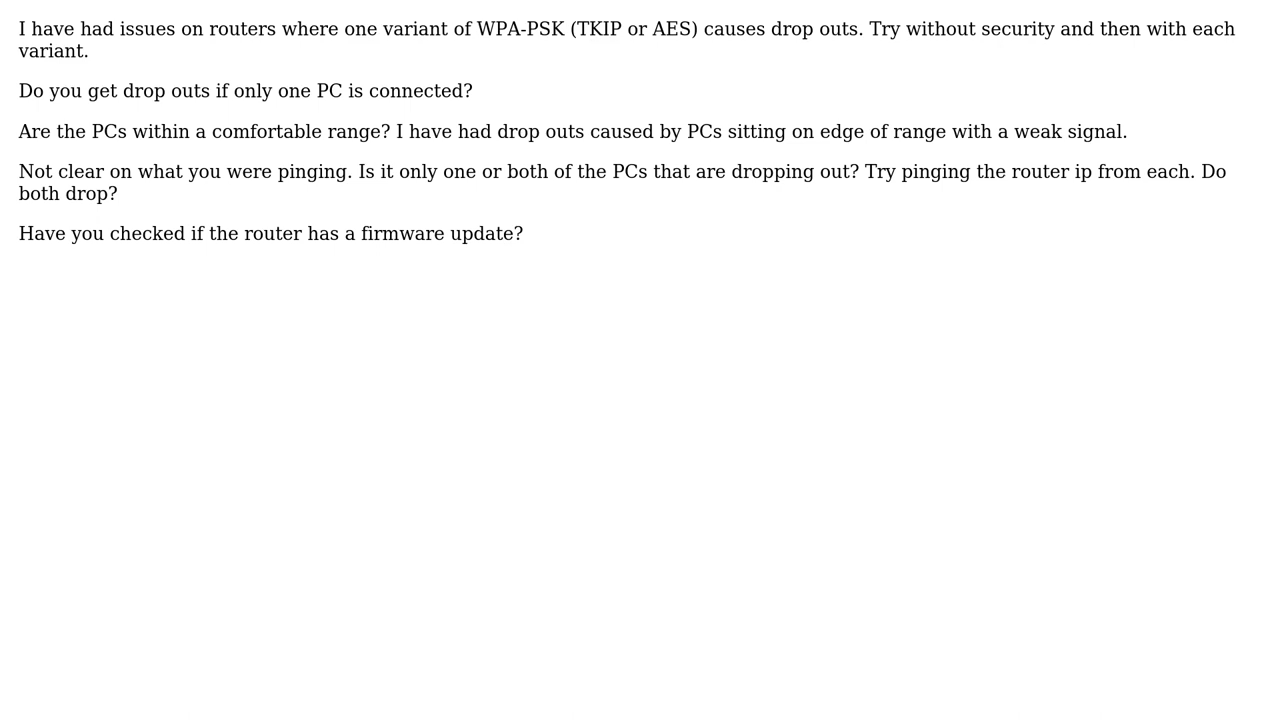 I have had issues on routers where one variant of WPA-PSK (TKIP or AES) causes drop outs. Try without security and then with each
variant.
Do you get drop outs if only one PC is connected?
Are the PCs within a comfortable range? I have had drop outs caused by PCs sitting on edge of range with a weak signal.
Not clear on what you were pinging. Is it only one or both of the PCs that are dropping out? Try pinging the router ip from each. Do
both drop?
Have you checked if the router has a firmware update?